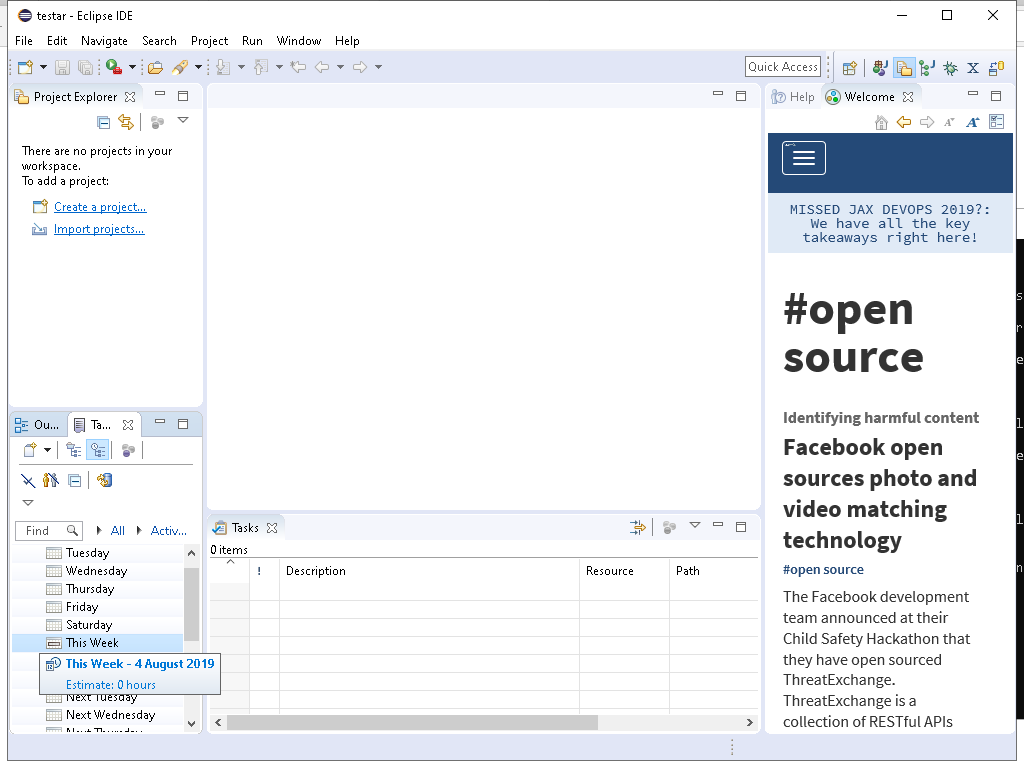 testar - Eclipse IDE
File Edit Navigate Search Project Run Window Help
Quick Access
Project Explorer
There are no projects in your
workspace.
To add a project:
Create a project...
Import projects...
Ou...
Ta...
Find
All
Activ...
Tuesday
Wednesday
Thursday
Friday
Saturday
This Week
This Week - 4 August 2019
Estimate: 0 hours
Next Tuesday
Next Wednesday
Next Thursday
Tasks
0 items
! Description Resource Path
Help
Welcome
MISSED JAX DEVOPS 2019?:
We have all the key
takeaways right here!
#open
source
Identifying harmful content
Facebook open
sources photo and
video matching
technology
#open source
The Facebook development
team announced at their
Child Safety Hackathon that
they have open sourced
ThreatExchange.
ThreatExchange is a
collection of RESTful APIs